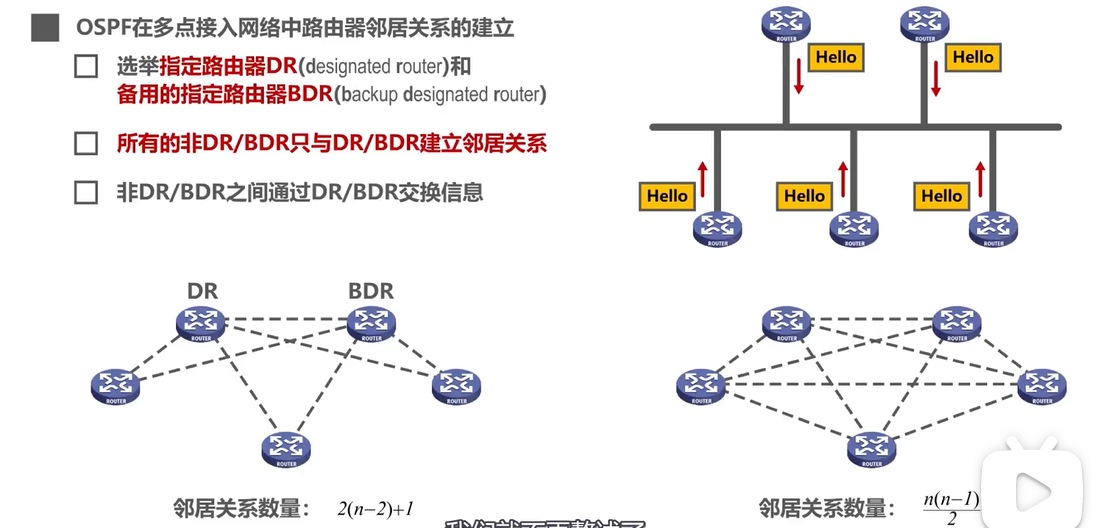 OSPF在多点接入网络中路由器邻居关系的建立
选举指定路由器DR(designated router)和
备用的指定路由器BDR(backup designated router)
所有的非DR/BDR只与DR/BDR建立邻居关系
非DR/BDR之间通过DR/BDR交换信息
ROUTER
ROUTER
Hello
Hello
Hello
Hello
Hello
ROUTER
ROUTER
ROUTER
DR
BDR
ROUTER
ROUTER
ROUTER
ROUTER
ROUTER
邻居关系数量： 2(n−2)+1
ROUTER
ROUTER
ROUTER
ROUTER
ROUTER
邻居关系数量： n(n−1)
2